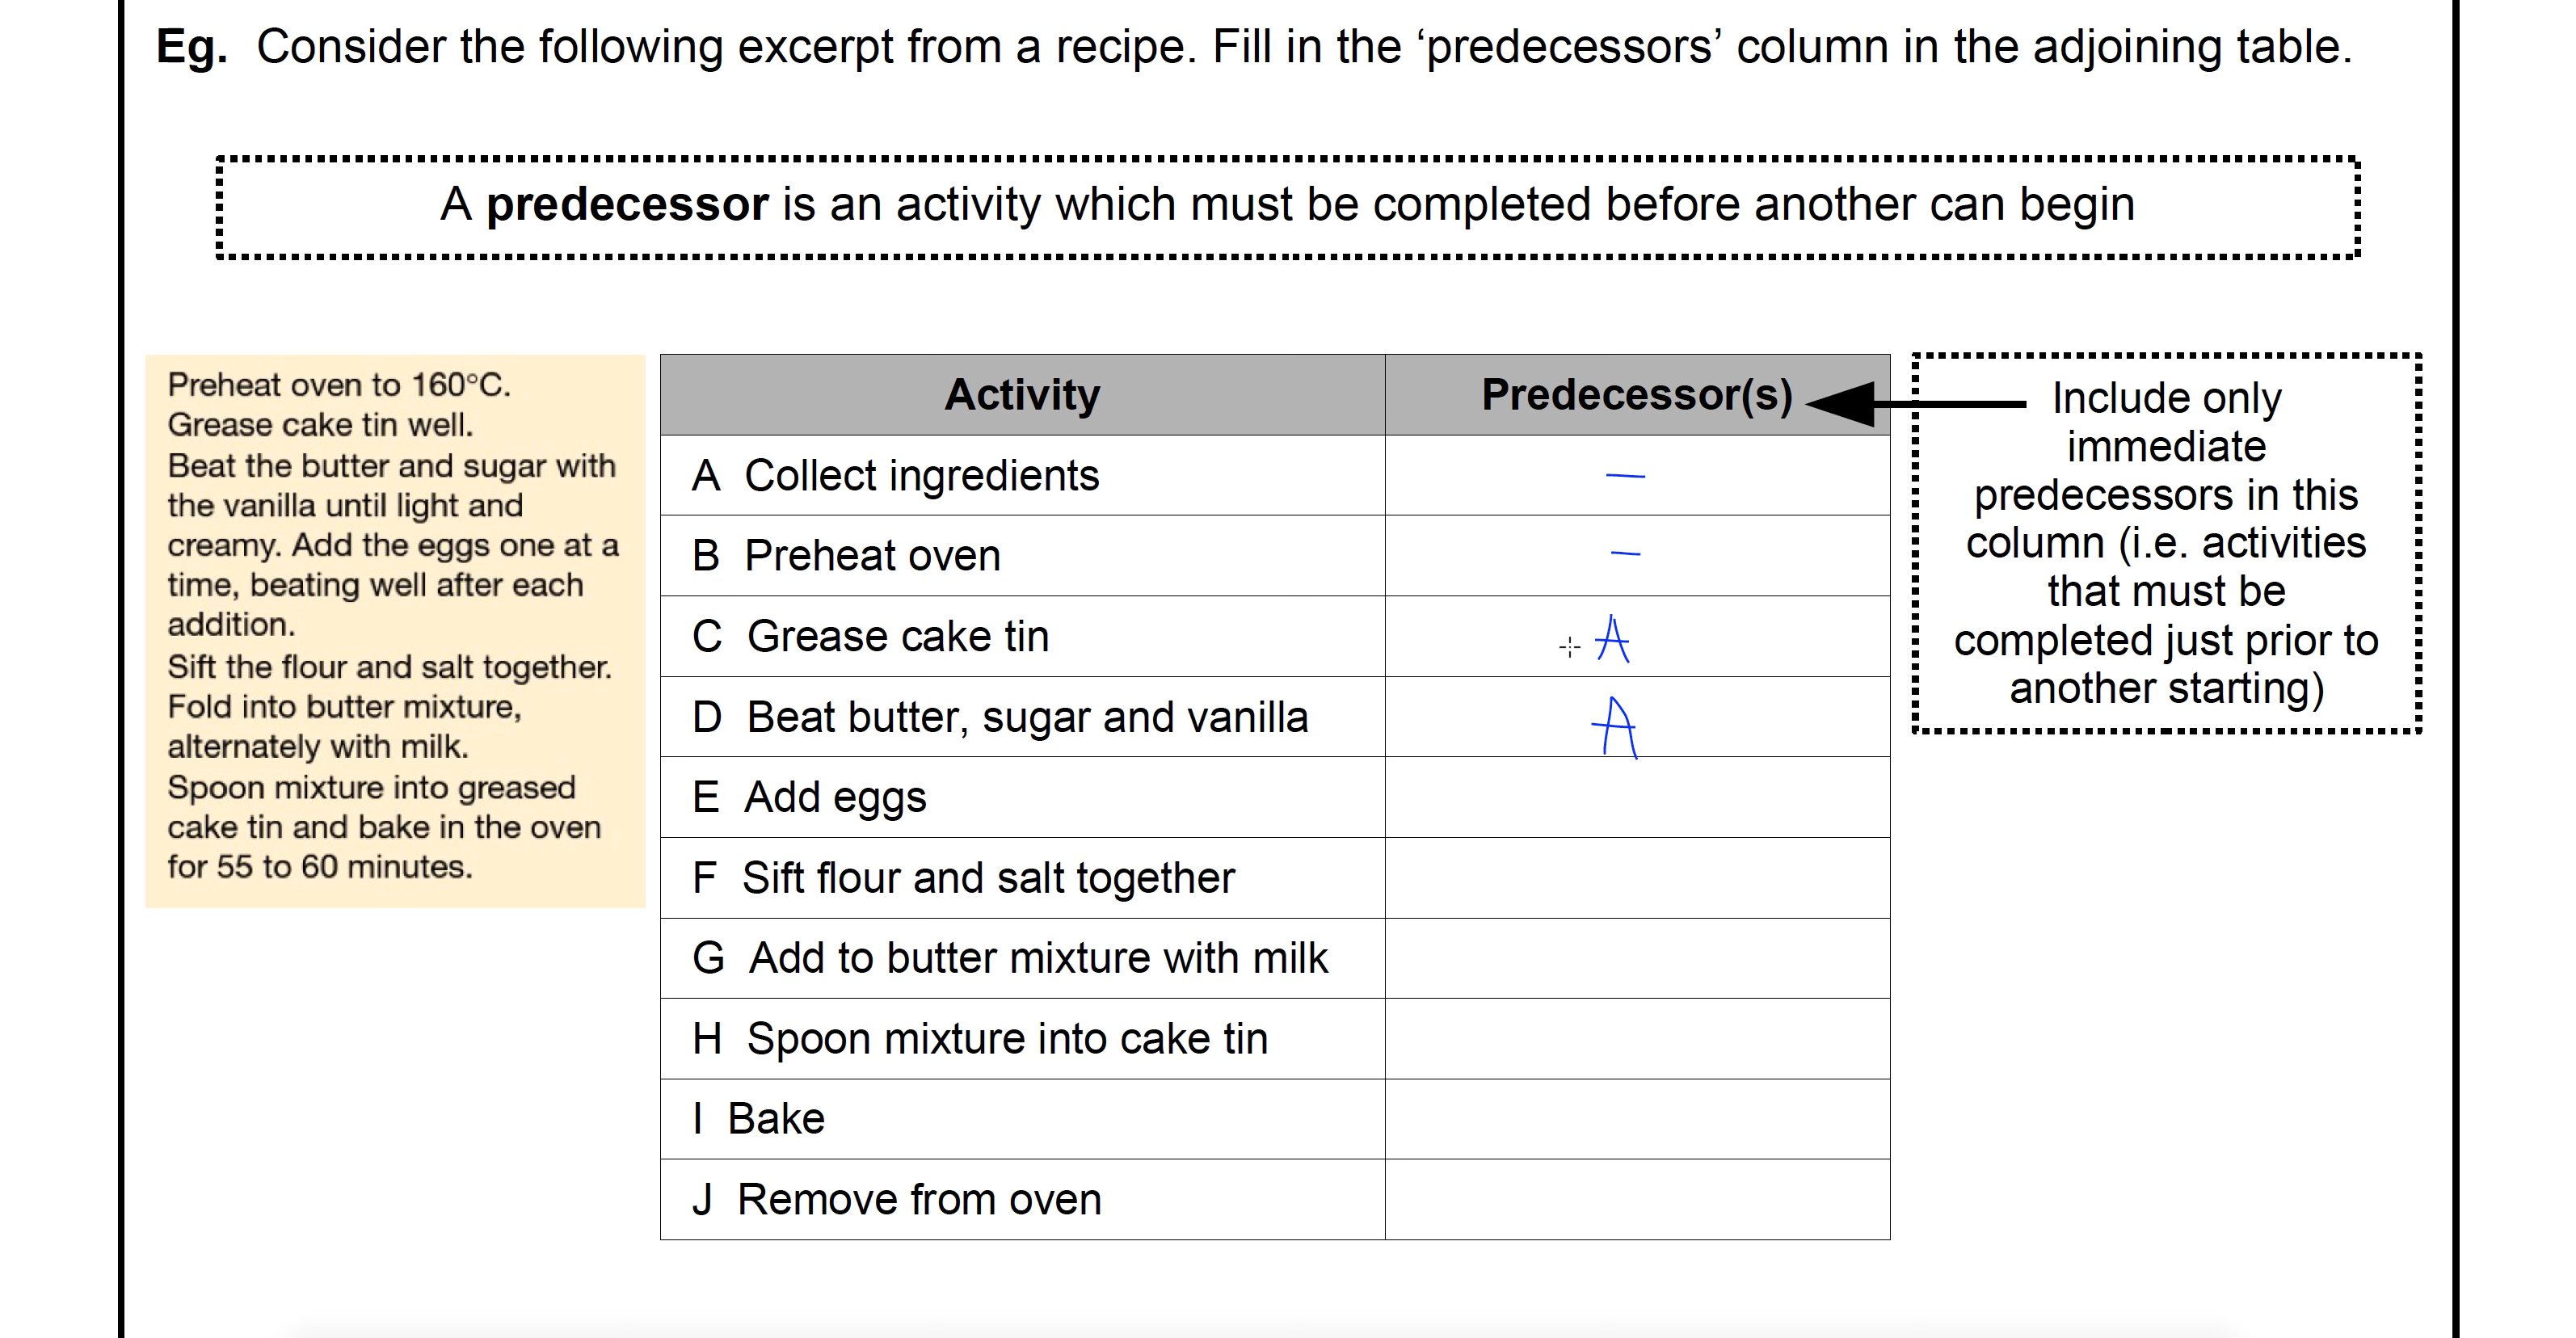 Eg. Consider the following excerpt from a recipe. Fill in the ‘predecessors’ column in the adjoining table.
A predecessor is an activity which must be completed before another can begin
Preheat oven to 160°C.
Grease cake tin well.
Beat the butter and sugar with
the vanilla until light and
creamy. Add the eggs one at a
time, beating well after each
addition.
Sift the flour and salt together.
Fold into butter mixture,
alternately with milk.
Spoon mixture into greased
cake tin and bake in the oven
for 55 to 60 minutes.
Activity Predecessor(s)
A Collect ingredients –
B Preheat oven –
C Grease cake tin A
D Beat butter, sugar and vanilla A
E Add eggs
F Sift flour and salt together
G Add to butter mixture with milk
H Spoon mixture into cake tin
I Bake
J Remove from oven
Include only
immediate
predecessors in this
column (i.e. activities
that must be
completed just prior to
another starting)